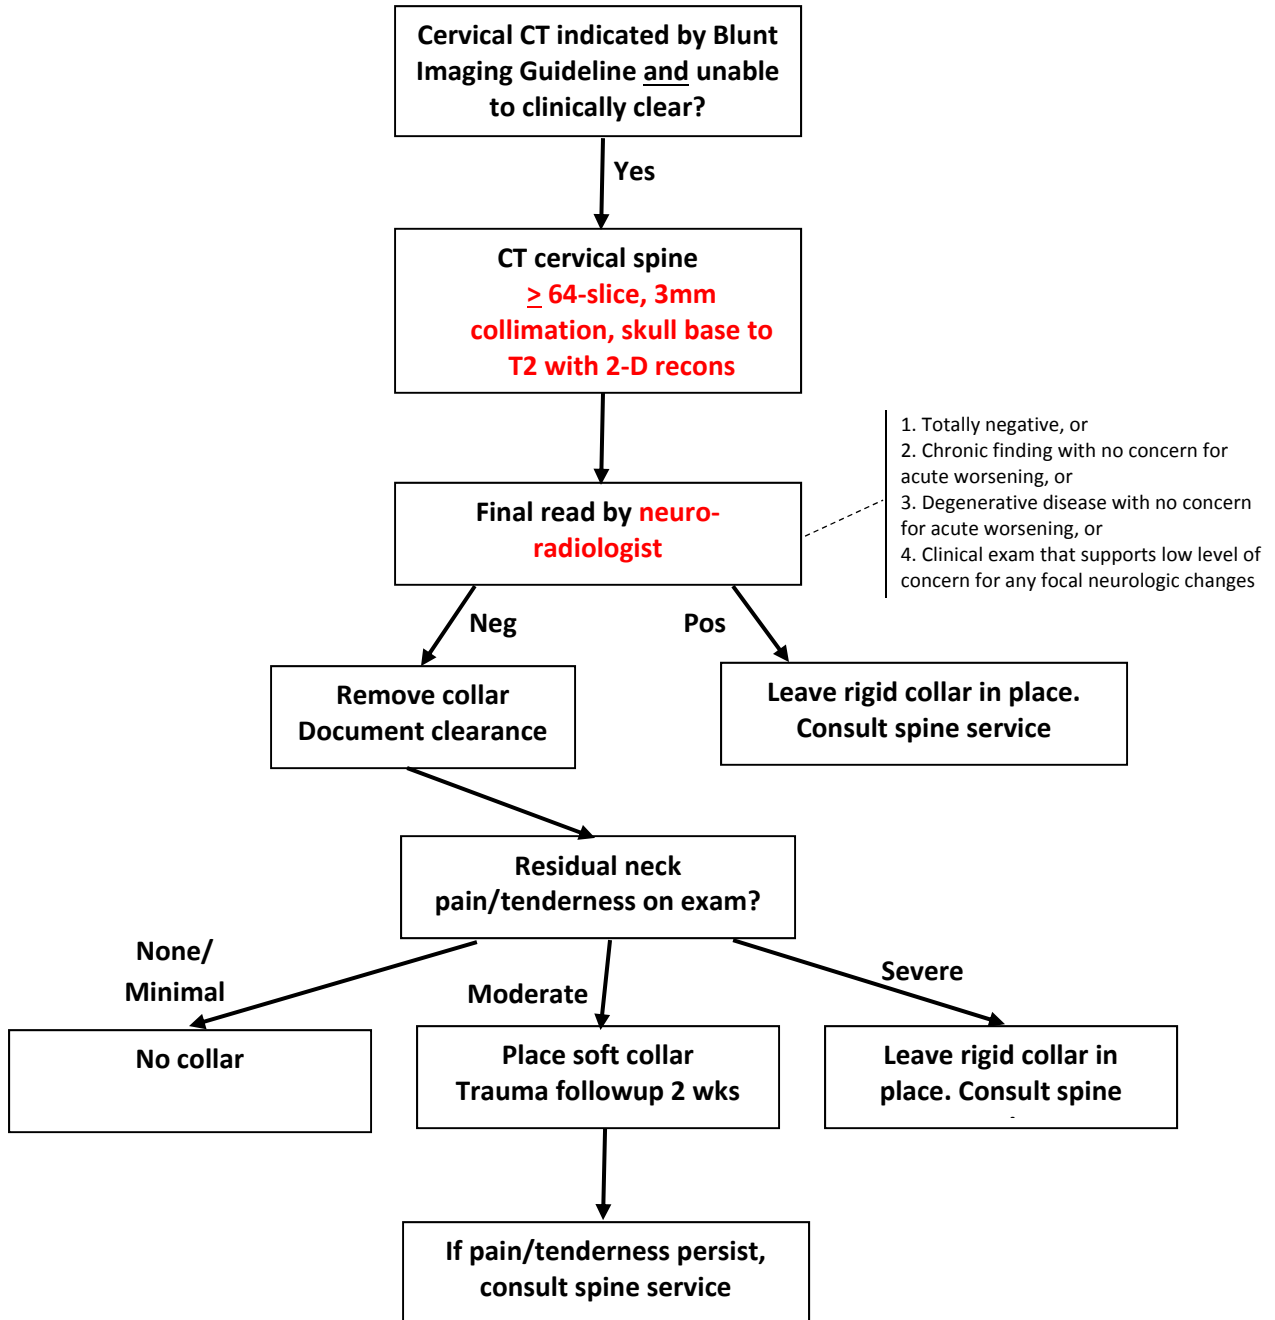 Cervical CT indicated by Blunt
Imaging Guideline and unable
to clinically clear?
Yes
CT cervical spine
≥ 64-slice, 3mm
collimation, skull base to
T2 with 2-D recons
1. Totally negative, or
2. Chronic finding with no concern for
acute worsening, or
3. Degenerative disease with no concern
for acute worsening, or
4. Clinical exam that supports low level of
concern for any focal neurologic changes
Final read by neuro-
radiologist
Neg
Pos
Remove collar
Document clearance
Leave rigid collar in place.
Consult spine service
Residual neck
pain/tenderness on exam?
None/
Minimal
Moderate
Severe
No collar
Place soft collar
Trauma followup 2 wks
Leave rigid collar in
place. Consult spine
If pain/tenderness persist,
consult spine service